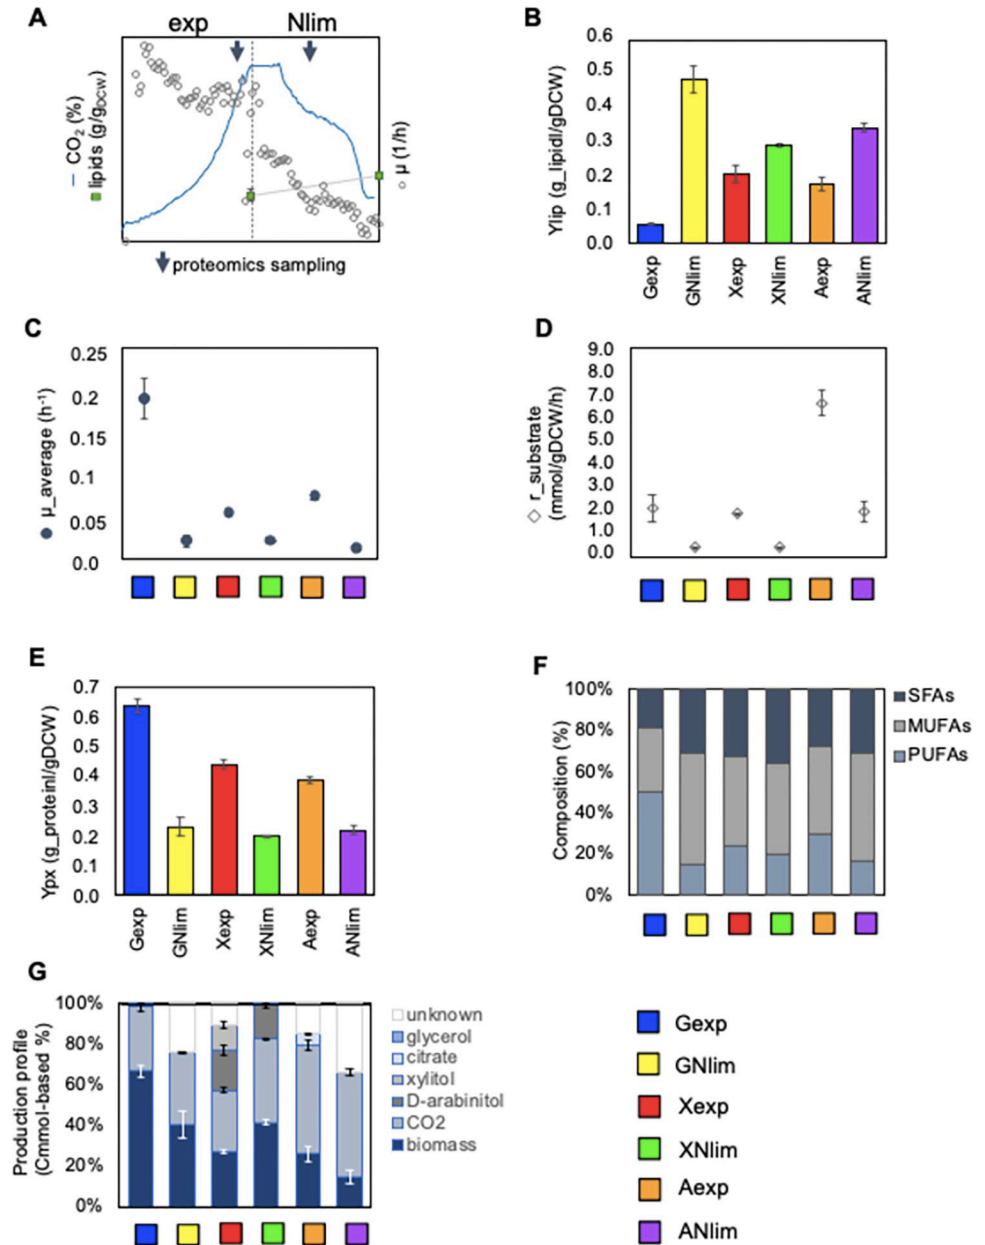 A
exp
Nlim
CO2 (%)
lipids (g/gDCW)
μ (1/h)
proteomics sampling
B
Ylip (g_lipidl/gDCW)
0.6
0.5
0.4
0.3
0.2
0.1
0.0
Gexp
GNlim
Xexp
XNlim
Aexp
ANlim
C
μ_average (h-1)
0.25
0.2
0.15
0.1
0.05
0.0
D
r_substrate
(mmol/gDCW/h)
9.0
8.0
7.0
6.0
5.0
4.0
3.0
2.0
1.0
0.0
E
Ypx (g_proteinl/gDCW)
0.7
0.6
0.5
0.4
0.3
0.2
0.1
0.0
Gexp
GNlim
Xexp
XNlim
Aexp
ANlim
F
Composition (%)
100%
80%
60%
40%
20%
0%
SFAs
MUFAs
PUFAs
G
Production profile
(Cmmol-based %)
100%
80%
60%
40%
20%
0%
unknown
glycerol
citrate
xylitol
D-arabinitol
CO2
biomass
Gexp
GNlim
Xexp
XNlim
Aexp
ANlim